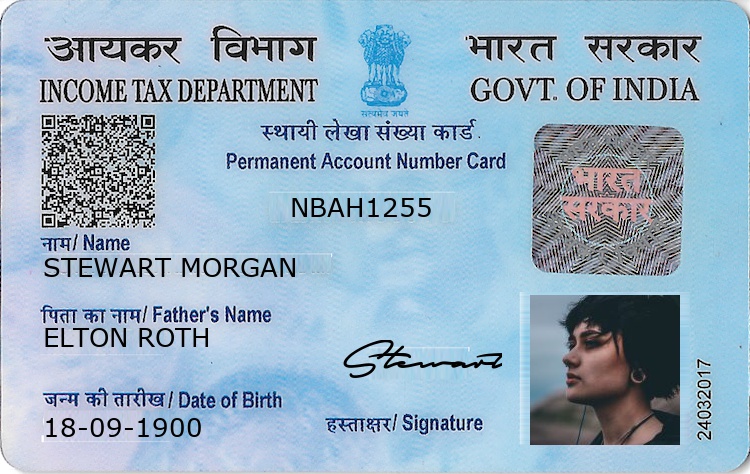 आयकर विभाग
INCOME TAX DEPARTMENT
भारत सरकार
GOVT. OF INDIA
सत्यमेव जयते
स्थायी लेखा संख्या कार्ड
Permanent Account Number Card
NBAH1255
भारत
सरकार
नाम/ Name
STEWART MORGAN
पिता का नाम/ Father's Name
ELTON ROTH
Stewart
जन्म की तारीख/ Date of Birth
18-09-1900
हस्ताक्षर/ Signature
24032017